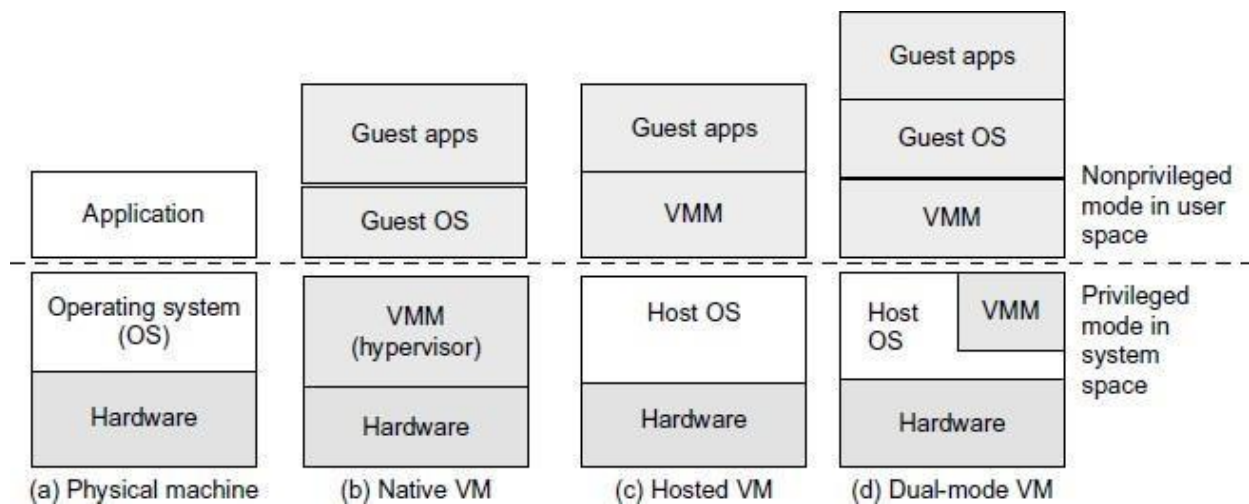 Application
Operating system
(OS)
Hardware
(a) Physical machine
Guest apps
Guest OS
VMM
(hypervisor)
Hardware
(b) Native VM
Guest apps
VMM
Host OS
Hardware
(c) Hosted VM
Guest apps
Guest OS
VMM
Host
OS
VMM
Hardware
(d) Dual-mode VM
Nonprivileged
mode in user
space
Privileged
mode in
system
space